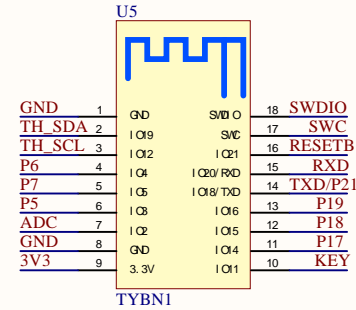 U5
GND 1 GND SWDIO 18 SWDIO
TH_SDA 2 IO19 SWC 17 SWC
TH_SCL 3 IO12 IO21 16 RESETB
P6 4 IO4 IO20/RXD 15 RXD
P7 5 IO5 IO18/TXD 14 TXD/P21
P5 6 IO3 IO16 13 P19
ADC 7 IO2 IO15 12 P18
GND 8 GND IO14 11 P17
3V3 9 3.3V IO11 10 KEY
TYBN1